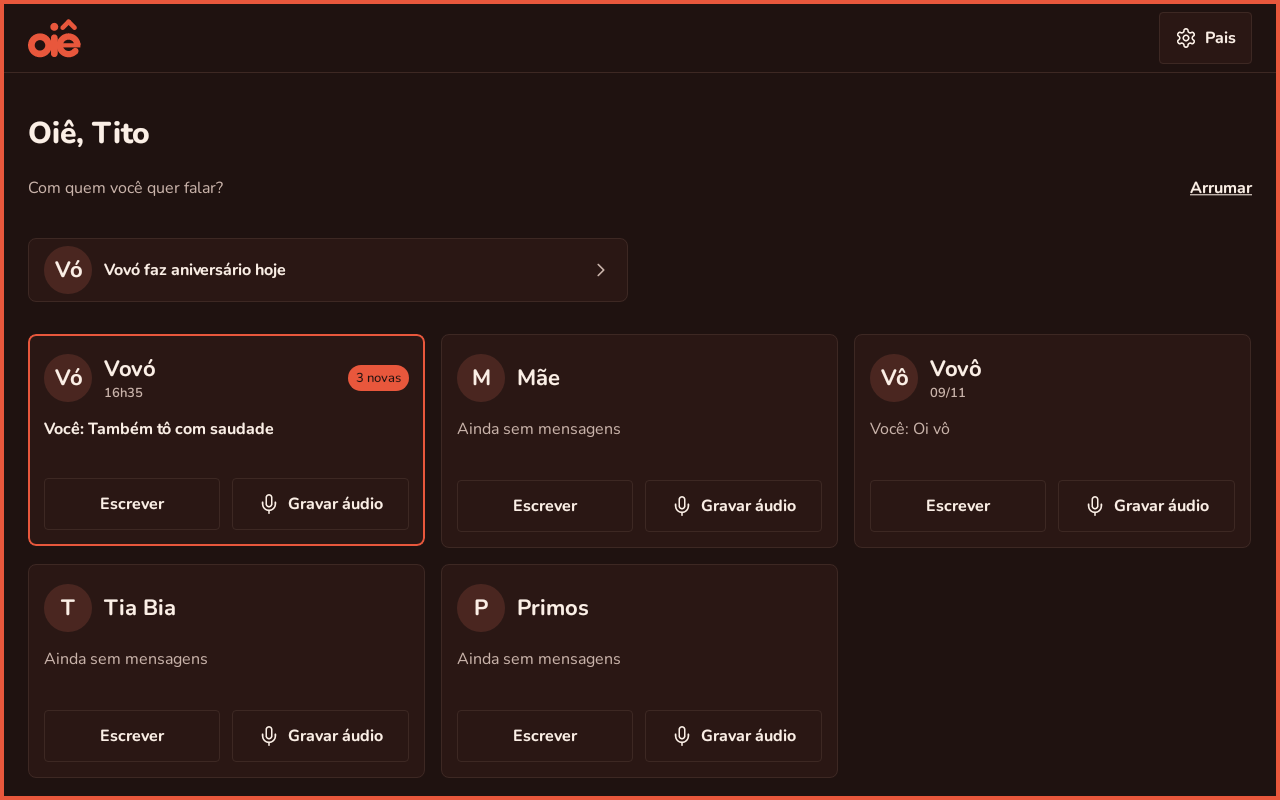 oiê
Pais
Oiê, Tito
Com quem você quer falar?
Arrumar
Vó
Vovó faz aniversário hoje
Vó
Vovó
16h35
3 novas
Você: Também tô com saudade
Escrever
Gravar áudio
M
Mãe
Ainda sem mensagens
Escrever
Gravar áudio
Vô
Vovô
09/11
Você: Oi vô
Escrever
Gravar áudio
T
Tia Bia
Ainda sem mensagens
Escrever
Gravar áudio
P
Primos
Ainda sem mensagens
Escrever
Gravar áudio